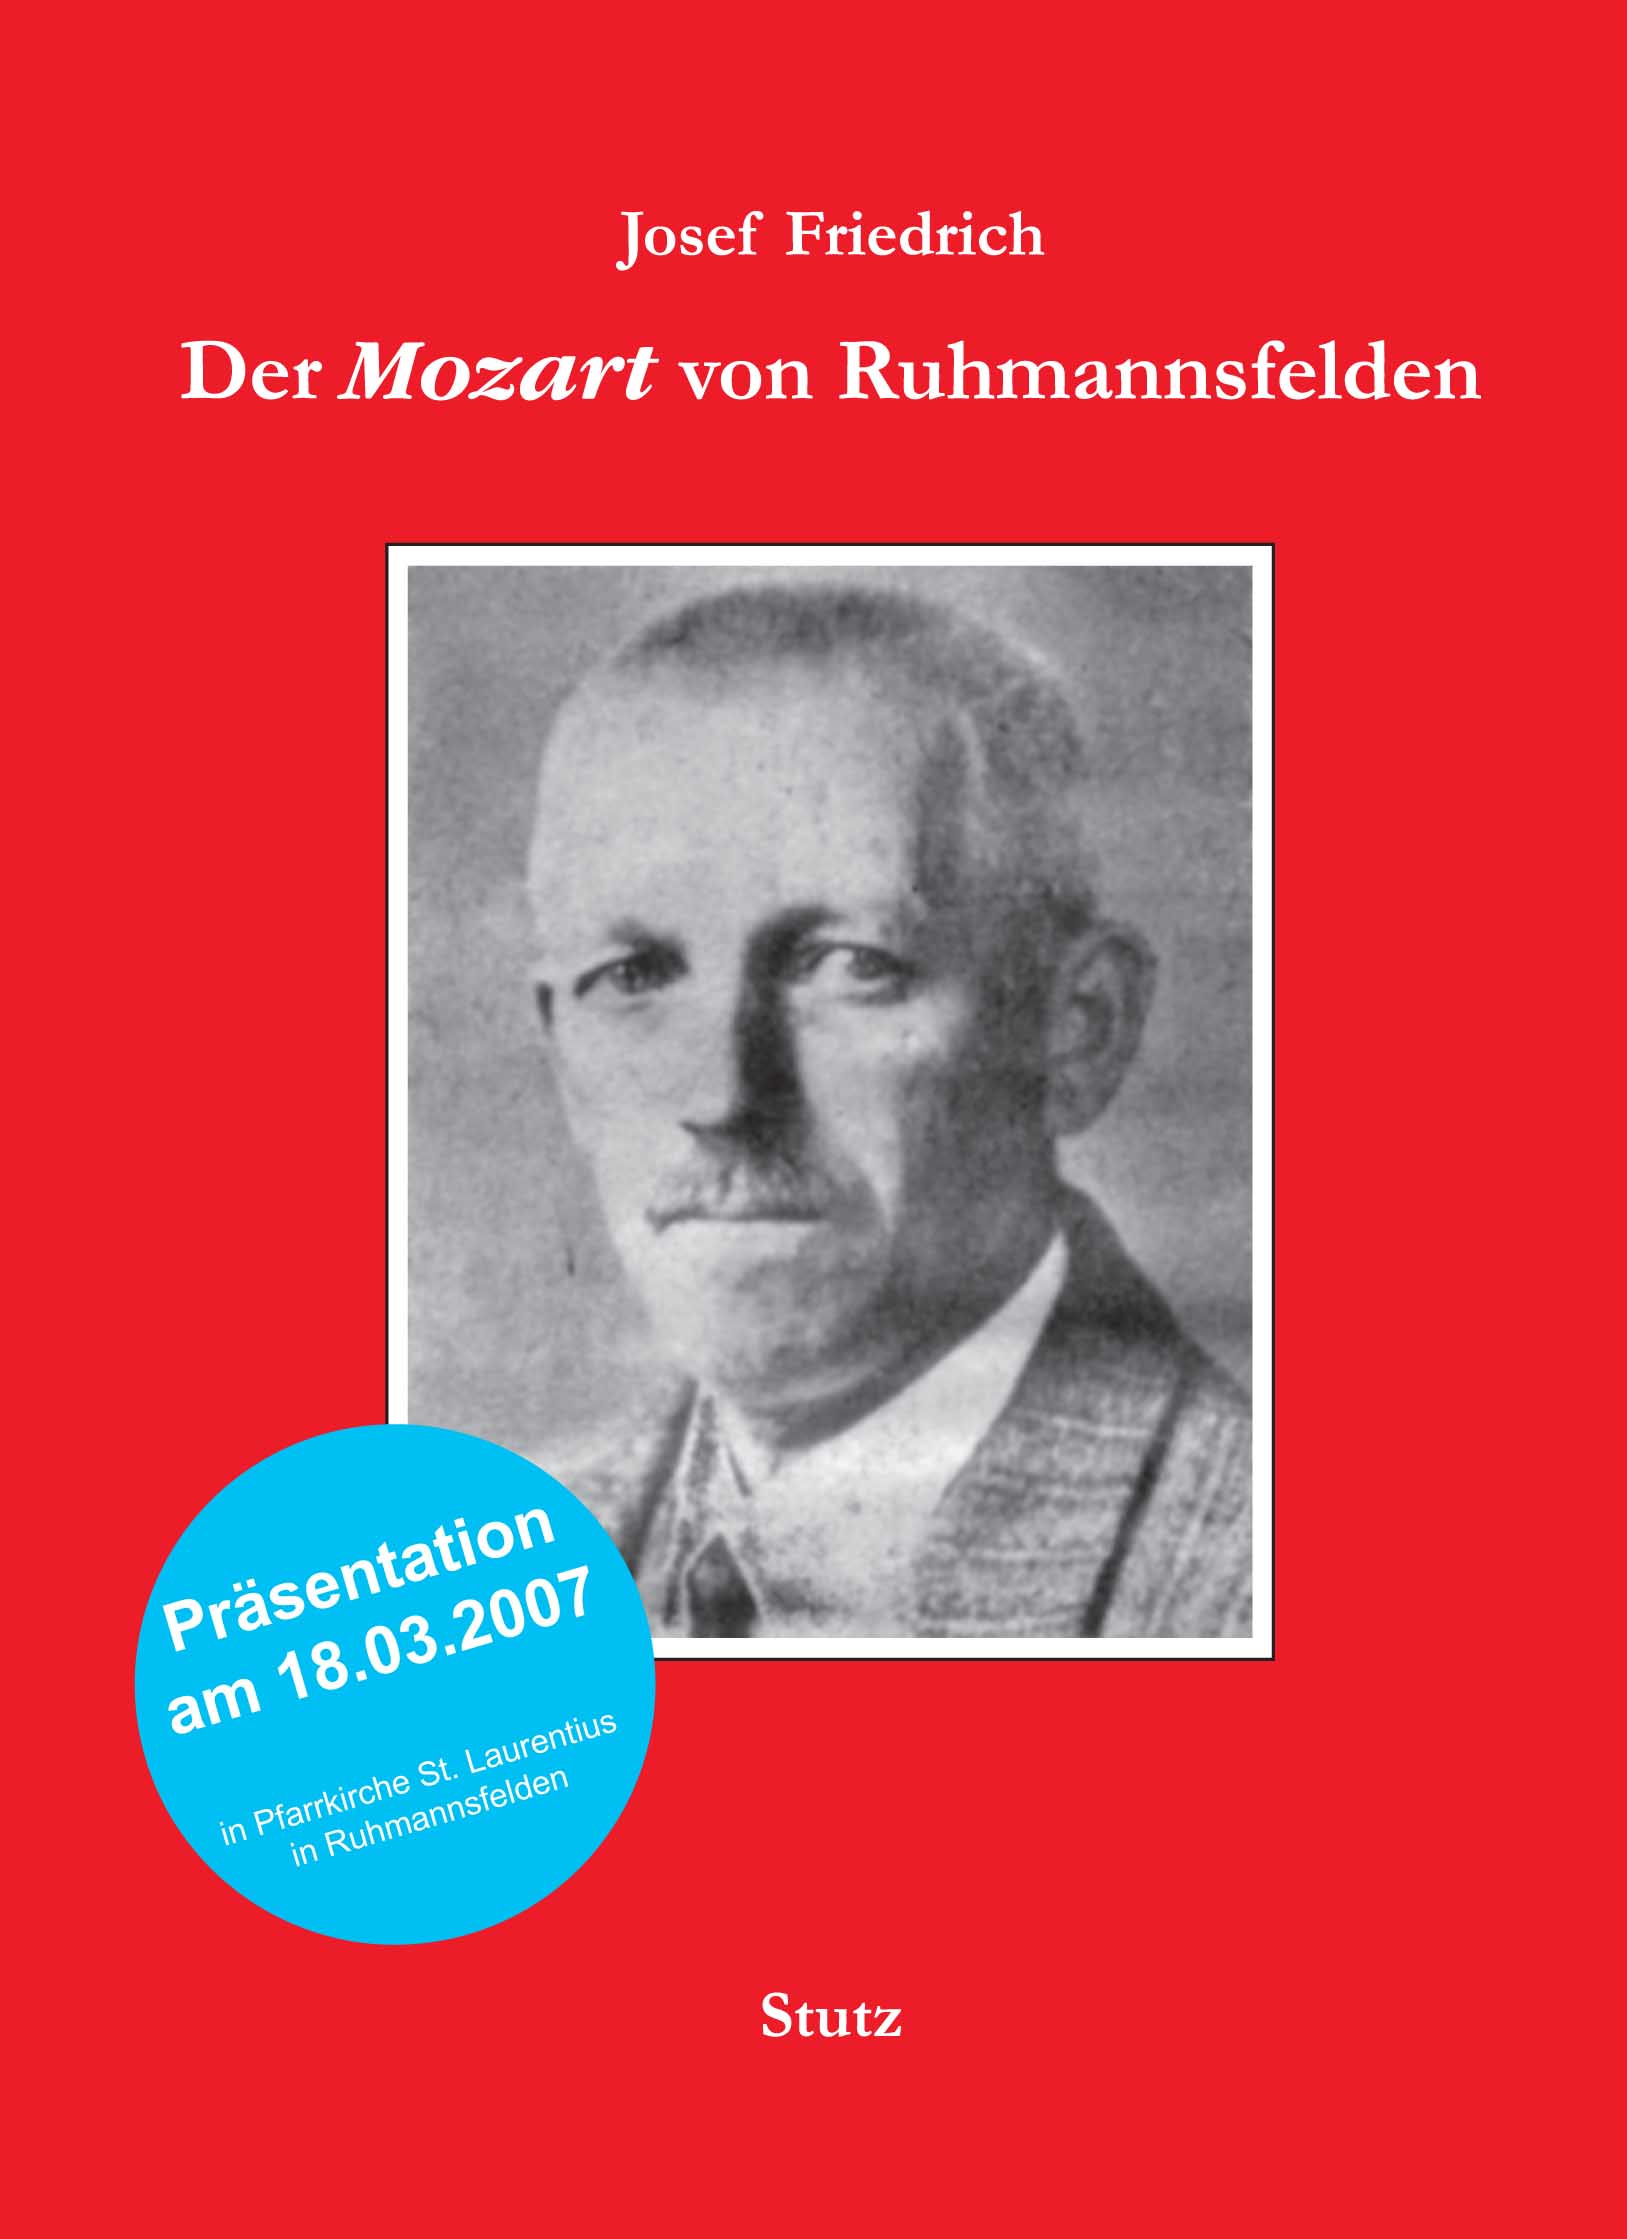 Josef Friedrich
Der Mozart von Ruhmannsfelden
Präsentation
am 18.03.2007
in Pfarrkirche St. Laurentius
in Ruhmannsfelden
Stutz